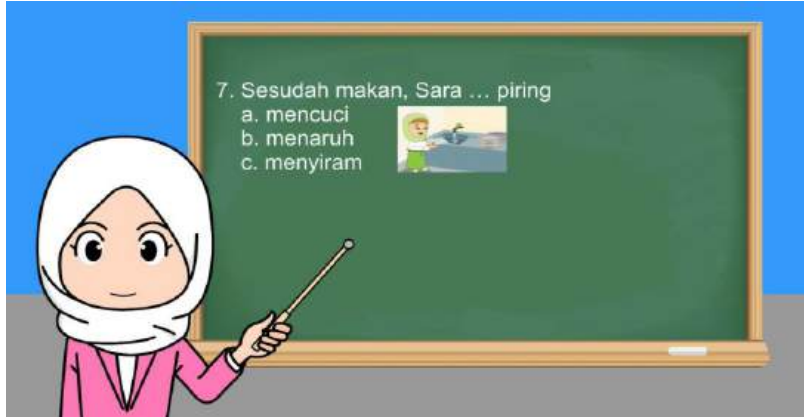 7. Sesudah makan, Sara ... piring
a. mencuci
b. menaruh
c. menyiram